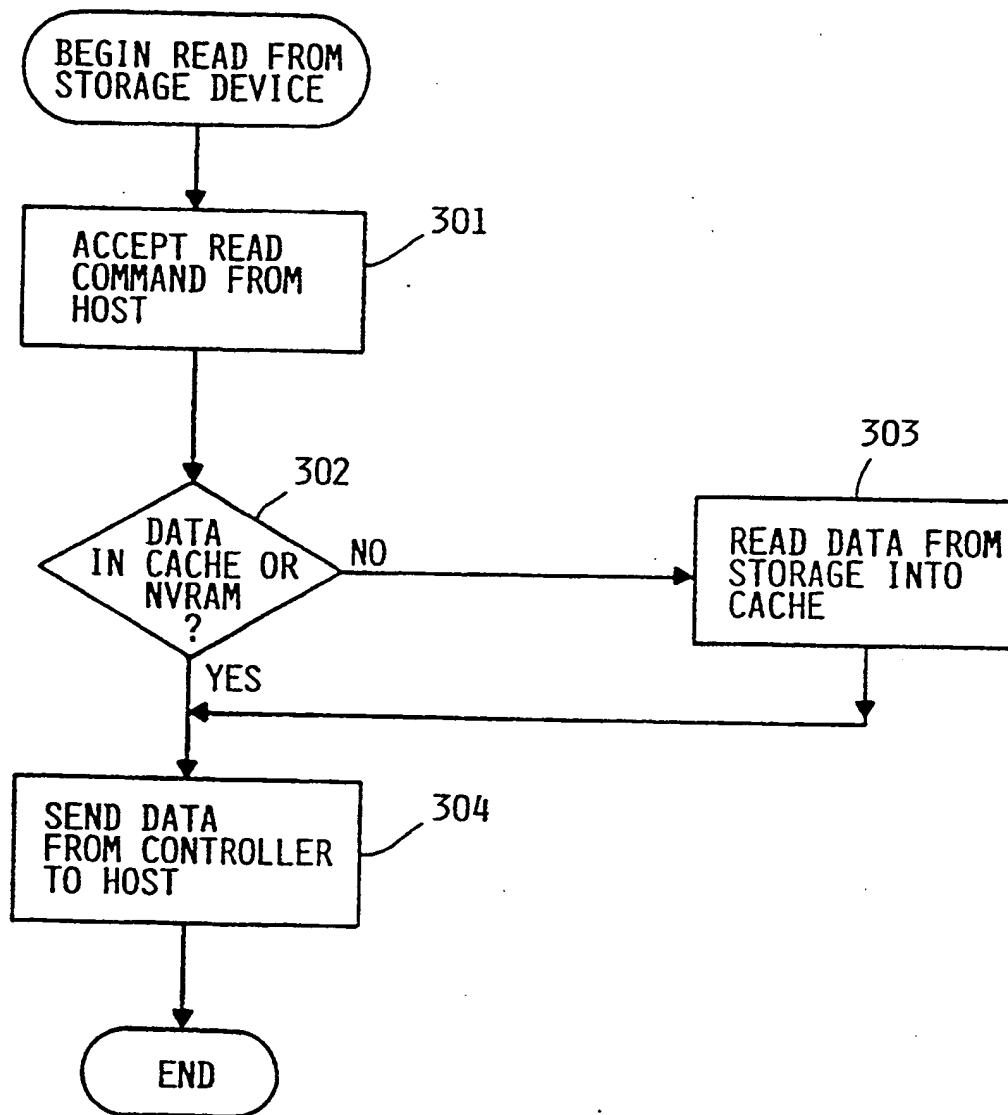 BEGIN READ FROM
STORAGE DEVICE
301
ACCEPT READ
COMMAND FROM
HOST
302
DATA
IN CACHE OR
NVRAM
?
NO
303
READ DATA FROM
STORAGE INTO
CACHE
YES
304
SEND DATA
FROM CONTROLLER
TO HOST
END